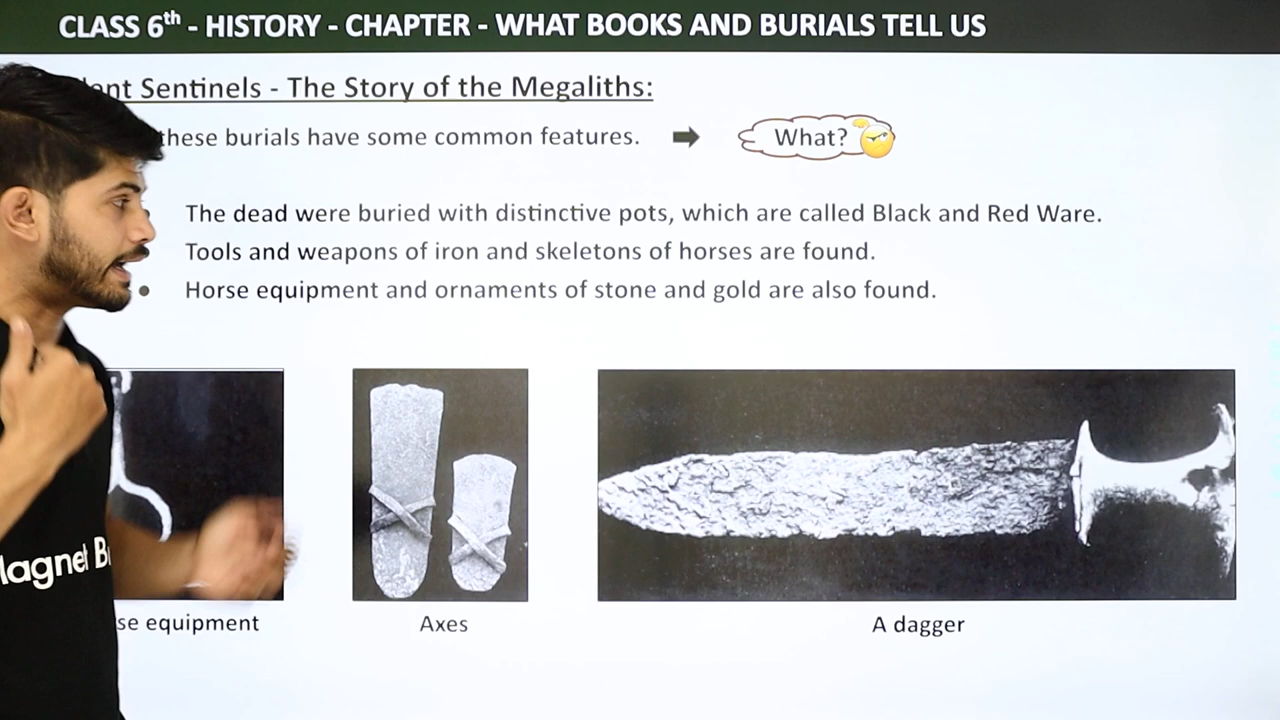 CLASS 6th - HISTORY - CHAPTER - WHAT BOOKS AND BURIALS TELL US
Sentinels - The Story of the Megaliths:
these burials have some common features.
What?
The dead were buried with distinctive pots, which are called Black and Red Ware.
Tools and weapons of iron and skeletons of horses are found.
• Horse equipment and ornaments of stone and gold are also found.
equipment
Axes
A dagger